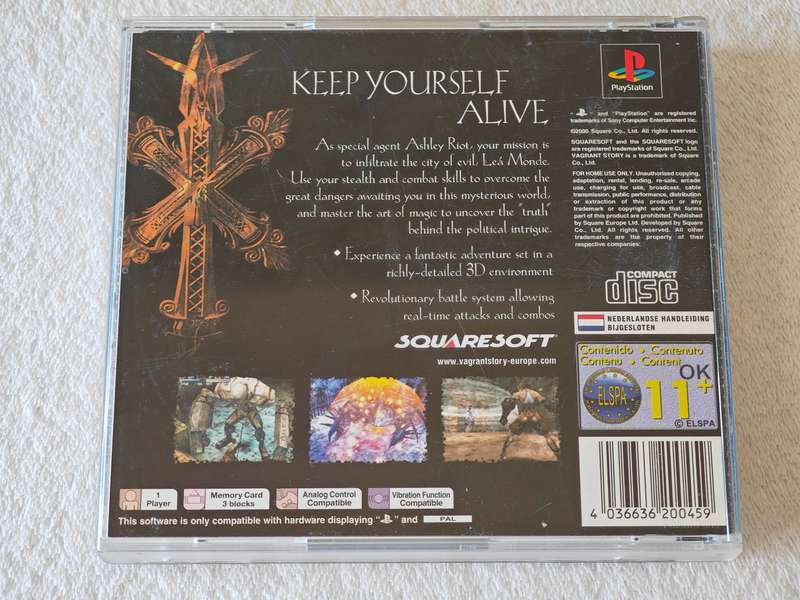 KEEP YOURSELF
ALIVE
As special agent Ashley Riot, your mission is
to infiltrate the city of evil, Leá Monde.
Use your stealth and combat skills to overcome the
great dangers awaiting you in this mysterious world,
and master the art of magic to uncover the "truth"
behind the political intrigue.
• Experience a fantastic adventure set in a
richly-detailed 3D environment
• Revolutionary battle system allowing
real-time attacks and combos
SQUARESOFT
www.vagrantstory-europe.com
PlayStation
" " and "PlayStation" are registered
trademarks of Sony Computer Entertainment Inc.
©2000 Square Co., Ltd. All rights reserved.
SQUARESOFT and the SQUARESOFT logo
are registered trademarks of Square Co., Ltd.
VAGRANT STORY is a trademark of Square Co., Ltd.
FOR HOME USE ONLY. Unauthorised copying,
adaptation, rental, lending, re-sale, arcade
use, charging for use, broadcast, cable
transmission, public performance, distribution
or extraction of this product or any
trademark or copyright work that forms
part of this product are prohibited. Published
by Square Europe Ltd. Developed by Square
Co., Ltd. All rights reserved. All other
trademarks are the property of their
respective companies.
COMPACT
disc
NEDERLANDSE HANDLEIDING
BIJGESLOTEN
Contenido • Contenuto
Contenu • Content
OK
ELSPA
11+
© ELSPA
1
Player
Memory Card
3 blocks
Analog Control
Compatible
Vibration Function
Compatible
This software is only compatible with hardware displaying " " and PAL
4 036636 200459